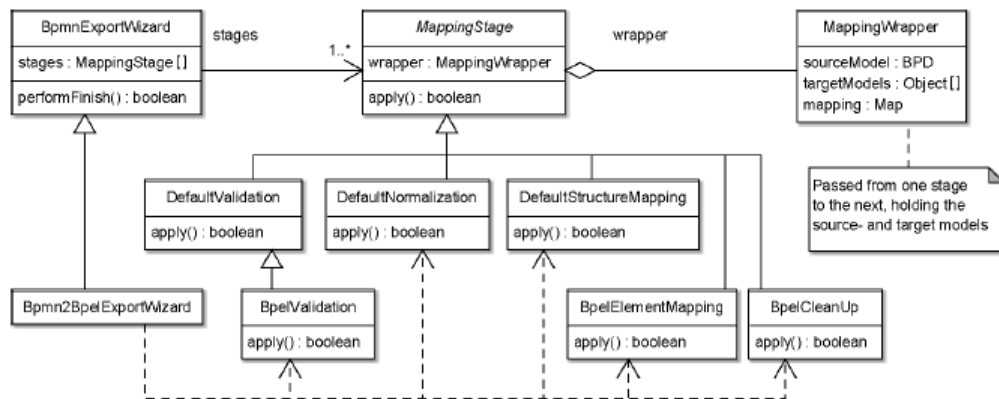 BpmnExportWizard
stages : MappingStage []
performFinish() : boolean
stages
1..*
MappingStage
wrapper : MappingWrapper
apply() : boolean
wrapper
MappingWrapper
sourceModel : BPD
targetModels : Object []
mapping : Map
Passed from one stage
to the next, holding the
source- and target models
DefaultValidation
apply() : boolean
DefaultNormalization
apply() : boolean
DefaultStructureMapping
apply() : boolean
Bpmn2BpelExportWizard
BpelValidation
apply() : boolean
BpelElementMapping
apply() : boolean
BpelCleanUp
apply() : boolean